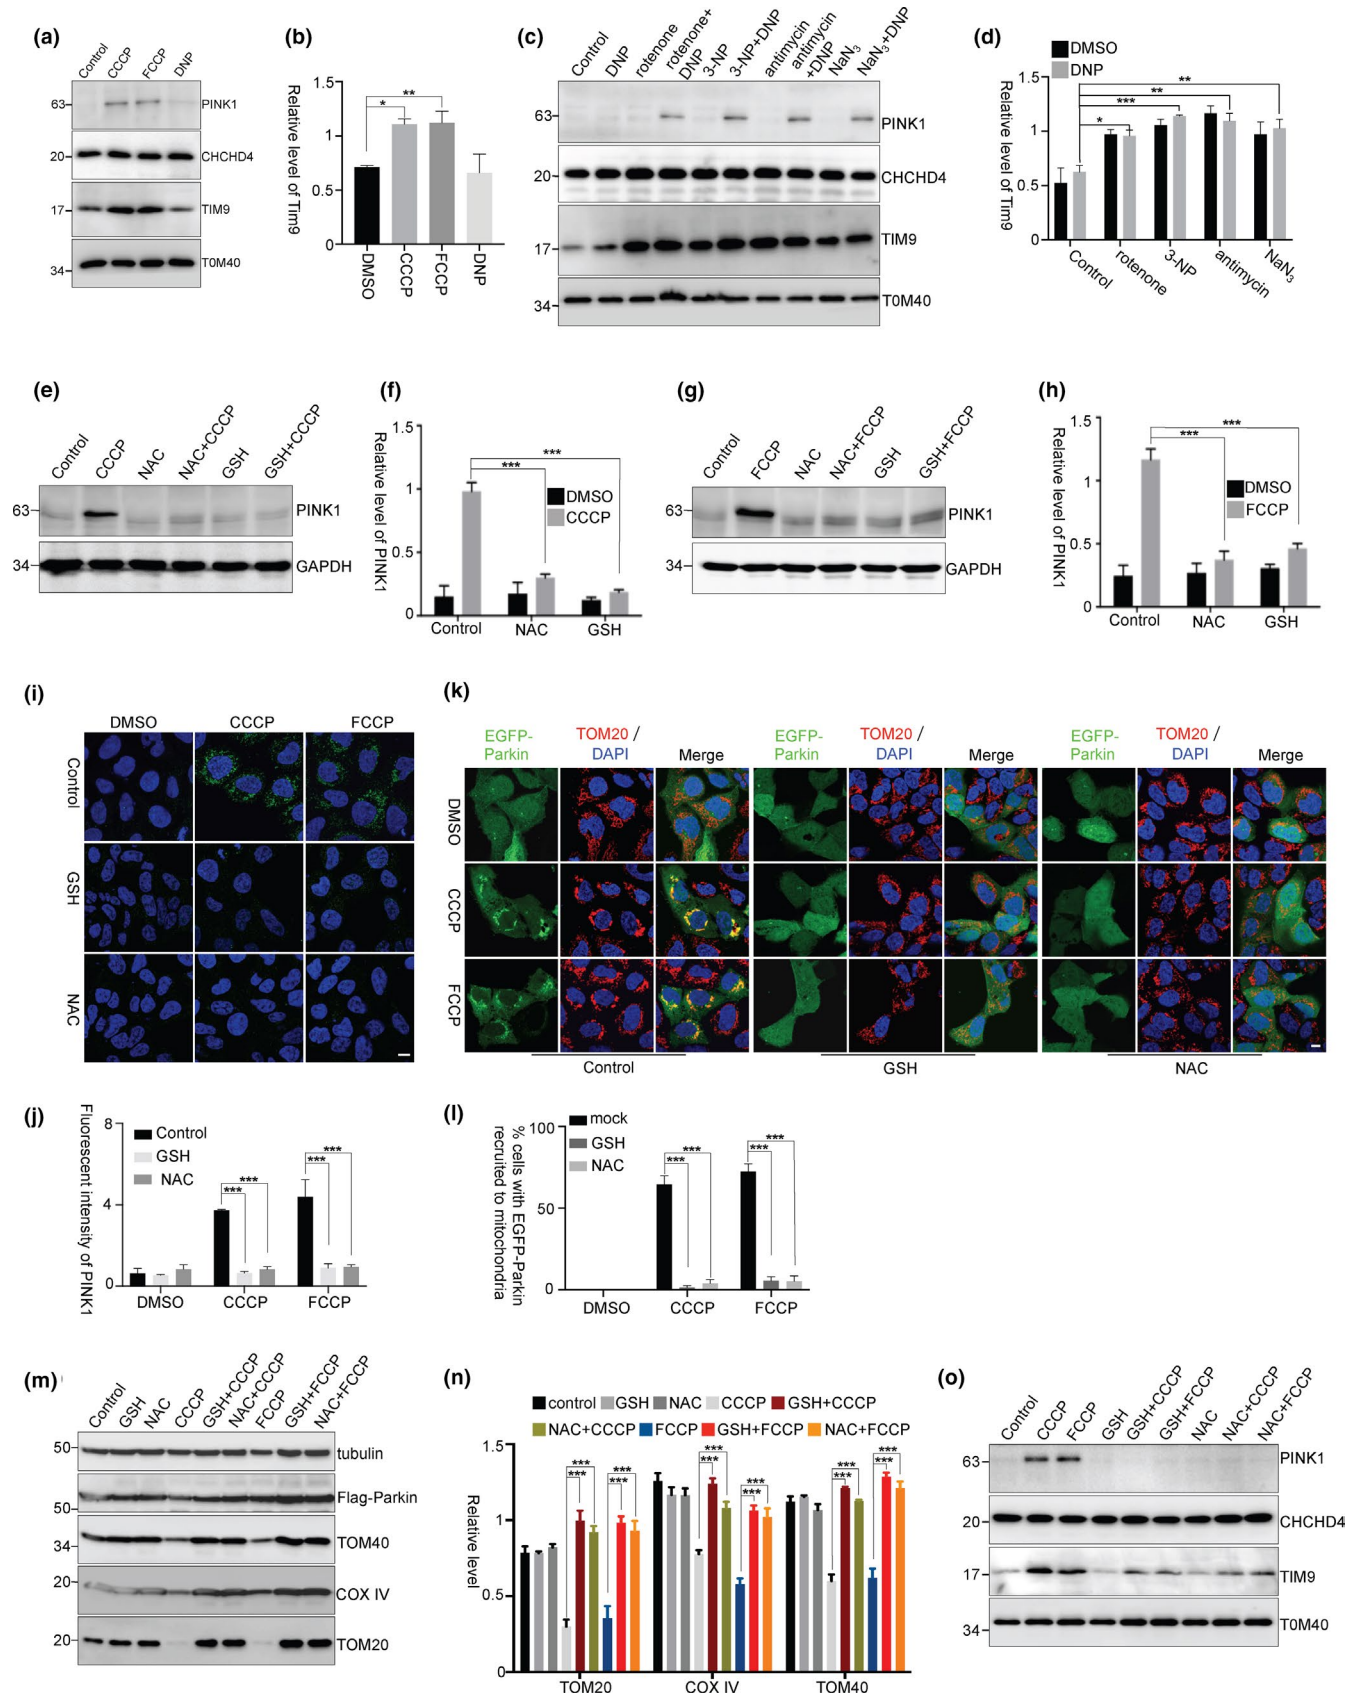 (a)
Control
CCCP
FCCP
DNP
63
PINK1
20
CHCHD4
17
TIM9
34
T0M40
(b)
Relative level of Tim9
1.5
1
0.5
0
*
**
DMSO
CCCP
FCCP
DNP
(c)
Control
DNP
rotenone
rotenone+
DNP
3-NP
3-NP+DNP
antimycin
antimycin
+DNP
NaN3
NaN3+DNP
63
PINK1
20
CHCHD4
17
TIM9
34
T0M40
(d)
DMSO
DNP
Relative level of Tim9
1.5
1.0
0.5
0
**
**
***
*
Control
rotenone
3-NP
antimycin
NaN3
(e)
Control
CCCP
NAC
NAC+CCCP
GSH
GSH+CCCP
63
PINK1
34
GAPDH
(f)
Relative level of PINK1
1.5
1
0.5
0
***
***
DMSO
CCCP
Control
NAC
GSH
(g)
Control
FCCP
NAC
NAC+FCCP
GSH
GSH+FCCP
63
PINK1
34
GAPDH
(h)
Relative level of PINK1
1.5
1
0.5
0
***
***
DMSO
FCCP
Control
NAC
GSH
(i)
DMSO
CCCP
FCCP
Control
GSH
NAC
(k)
EGFP-
Parkin
TOM20 /
DAPI
Merge
EGFP-
Parkin
TOM20 /
DAPI
Merge
EGFP-
Parkin
TOM20 /
DAPI
Merge
DMSO
CCCP
FCCP
Control
GSH
NAC
(j)
Fluorescent intensity of PINK1
8
4
0
Control
GSH
NAC
***
***
***
***
DMSO
CCCP
FCCP
(l)
% cells with EGFP-Parkin
recruited to mitochondria
100
50
0
mock
GSH
NAC
***
***
***
***
DMSO
CCCP
FCCP
(m)
Control
GSH
NAC
CCCP
GSH+CCCP
NAC+CCCP
FCCP
GSH+FCCP
NAC+FCCP
50
tubulin
50
Flag-Parkin
34
TOM40
20
COX IV
20
TOM20
(n)
control
GSH
NAC
CCCP
GSH+CCCP
NAC+CCCP
FCCP
GSH+FCCP
NAC+FCCP
Relative level
1.5
1
0.5
0
***
***
***
***
***
***
***
***
***
***
***
***
TOM20
COX IV
TOM40
(o)
Control
CCCP
FCCP
GSH
GSH+CCCP
GSH+FCCP
NAC
NAC+CCCP
NAC+FCCP
63
PINK1
20
CHCHD4
17
TIM9
34
T0M40